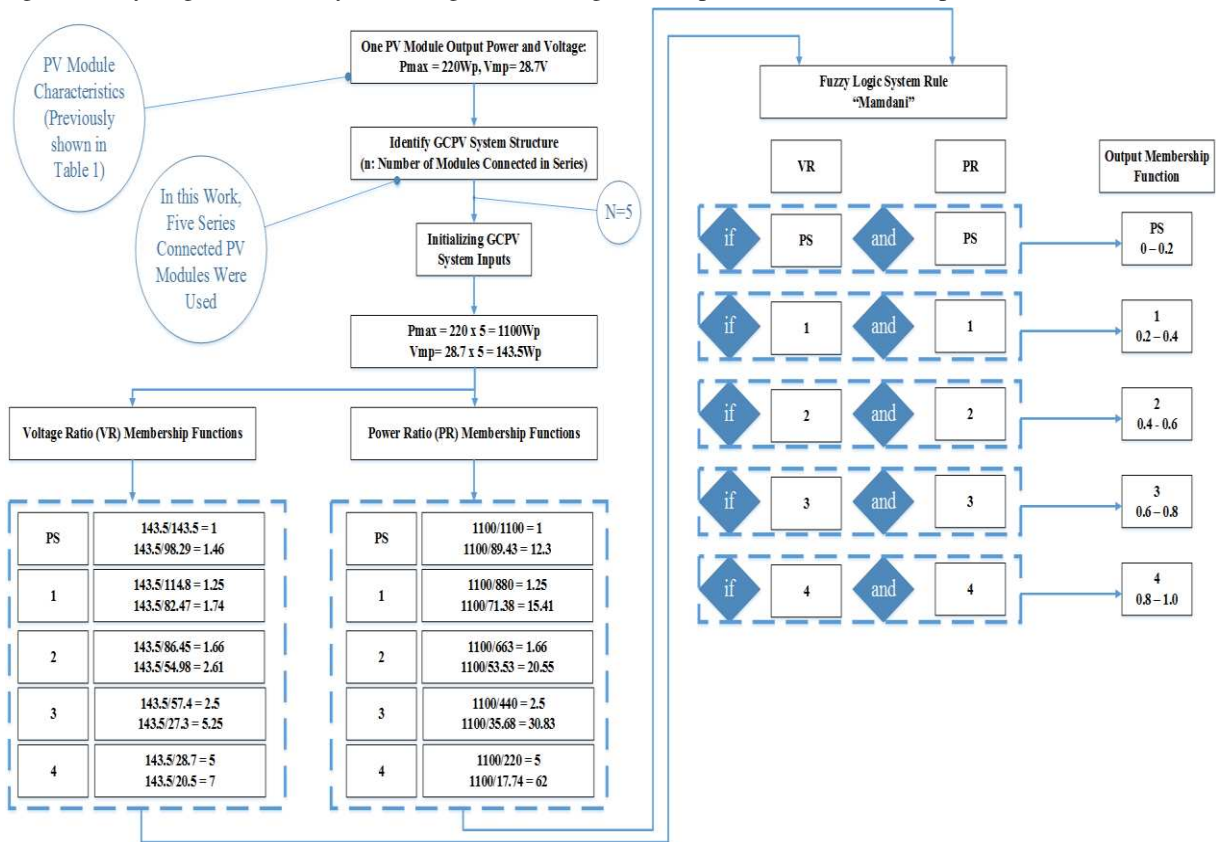 One PV Module Output Power and Voltage:
Pmax = 220Wp, Vmp= 28.7V
PV Module
Characteristics
(Previously
shown in
Table 1)
Identify GCPV System Structure
(n: Number of Modules Connected in Series)
In this Work,
Five Series
Connected PV
Modules Were
Used
N=5
Initializing GCPV
System Inputs
Pmax = 220 x 5 = 1100Wp
Vmp= 28.7 x 5 = 143.5Wp
Voltage Ratio (VR) Membership Functions
PS
143.5/143.5 = 1
143.5/98.29 = 1.46
1
143.5/114.8 = 1.25
143.5/82.47 = 1.74
2
143.5/86.45 = 1.66
143.5/54.98 = 2.61
3
143.5/57.4 = 2.5
143.5/27.3 = 5.25
4
143.5/28.7 = 5
143.5/20.5 = 7
Power Ratio (PR) Membership Functions
PS
1100/1100 = 1
1100/89.43 = 12.3
1
1100/880 = 1.25
1100/71.38 = 15.41
2
1100/663 = 1.66
1100/53.53 = 20.55
3
1100/440 = 2.5
1100/35.68 = 30.83
4
1100/220 = 5
1100/17.74 = 62
Fuzzy Logic System Rule
“Mamdani”
VR
PR
Output Membership
Function
if PS and PS
PS
0 – 0.2
if 1 and 1
1
0.2 – 0.4
if 2 and 2
2
0.4 - 0.6
if 3 and 3
3
0.6 – 0.8
if 4 and 4
4
0.8 – 1.0